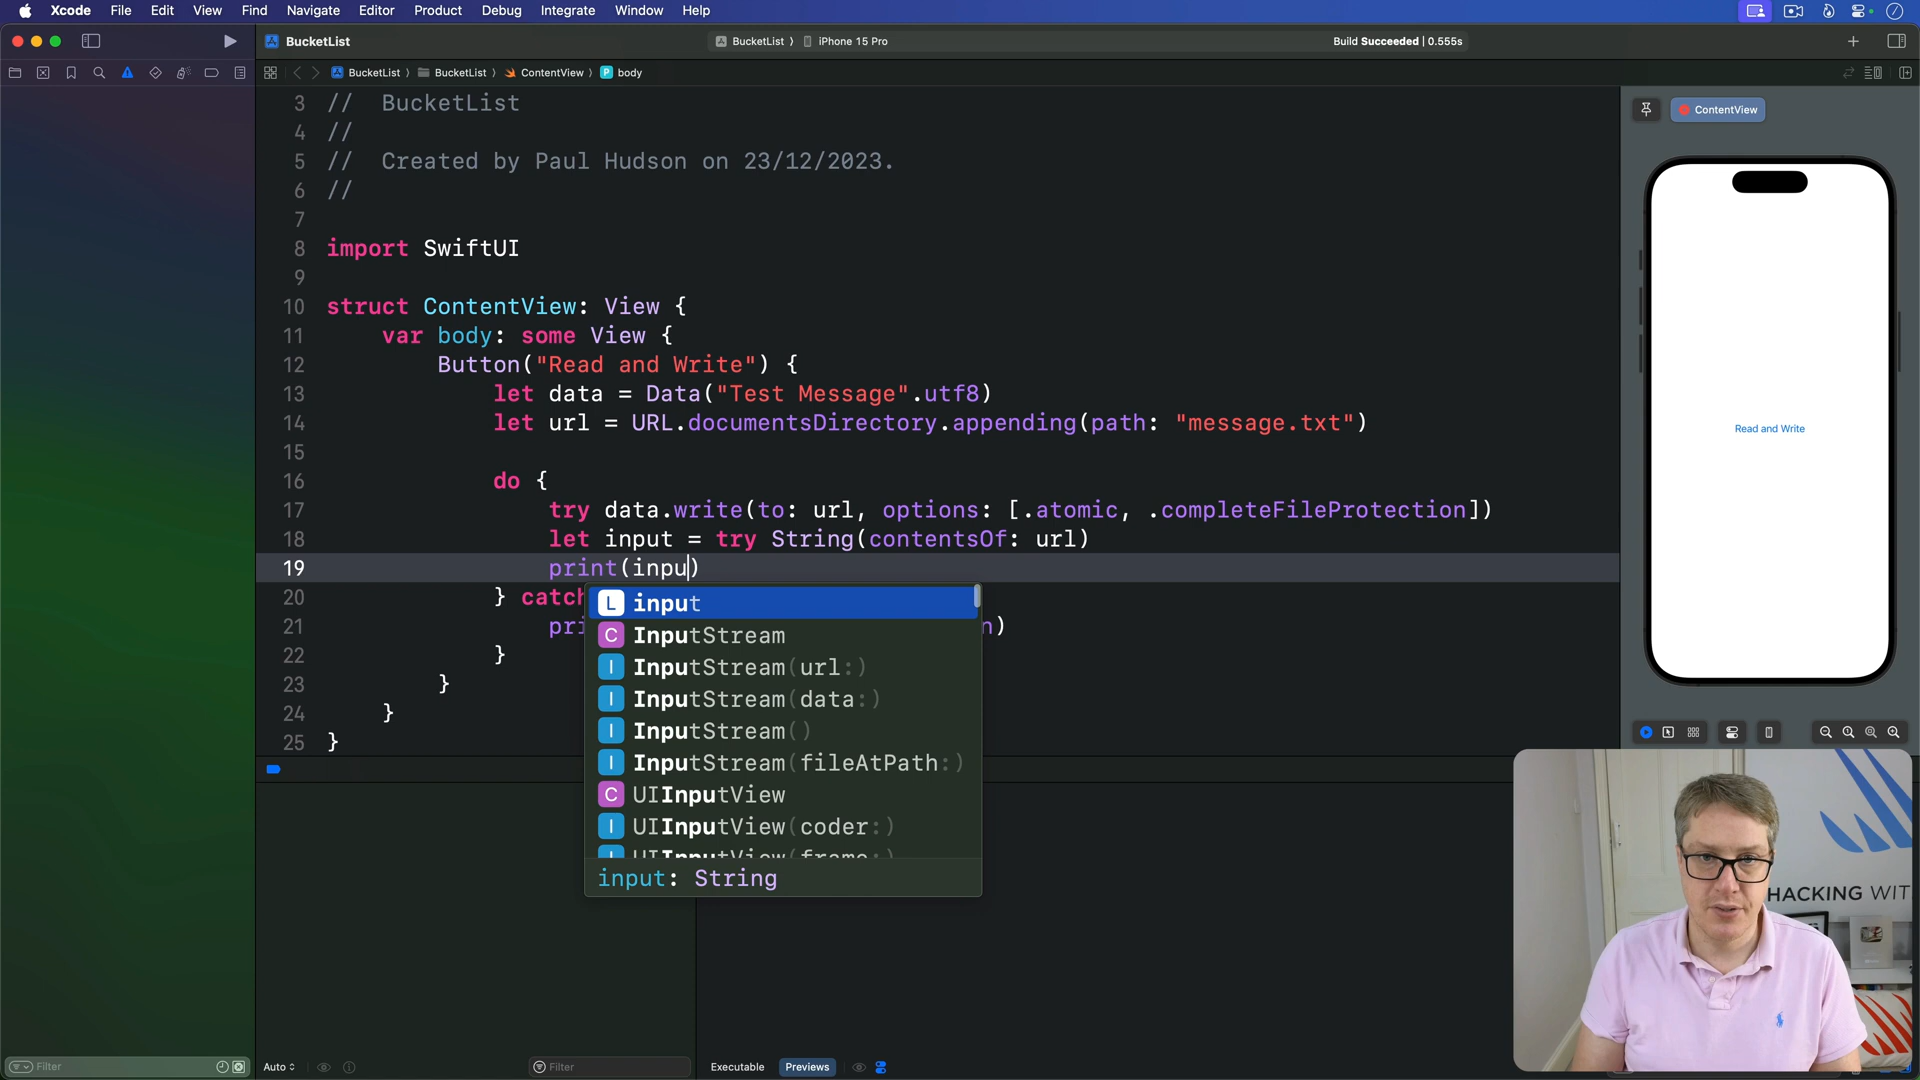 Xcode File Edit View Find Navigate Editor Product Debug Integrate Window Help
BucketList
BucketList 〉 iPhone 15 Pro
Build Succeeded | 0.555s
BucketList 〉 BucketList 〉 ContentView 〉 P body
3 // BucketList
4 //
5 // Created by Paul Hudson on 23/12/2023.
6 //
7
8 import SwiftUI
9
10 struct ContentView: View {
11 var body: some View {
12 Button("Read and Write") {
13 let data = Data("Test Message".utf8)
14 let url = URL.documentsDirectory.appending(path: "message.txt")
15
16 do {
17 try data.write(to: url, options: [.atomic, .completeFileProtection])
18 let input = try String(contentsOf: url)
19 print(inpu)
20 } catch
21 pri n)
22 }
23 }
24 }
25 }
L input
C InputStream
I InputStream(url:)
I InputStream(data:)
I InputStream()
I InputStream(fileAtPath:)
C UIInputView
I UIInputView(coder:)
I UIInputView(frame:)
input: String
ContentView
Read and Write
HACKING WIT
Filter
Auto
Filter
Executable Previews